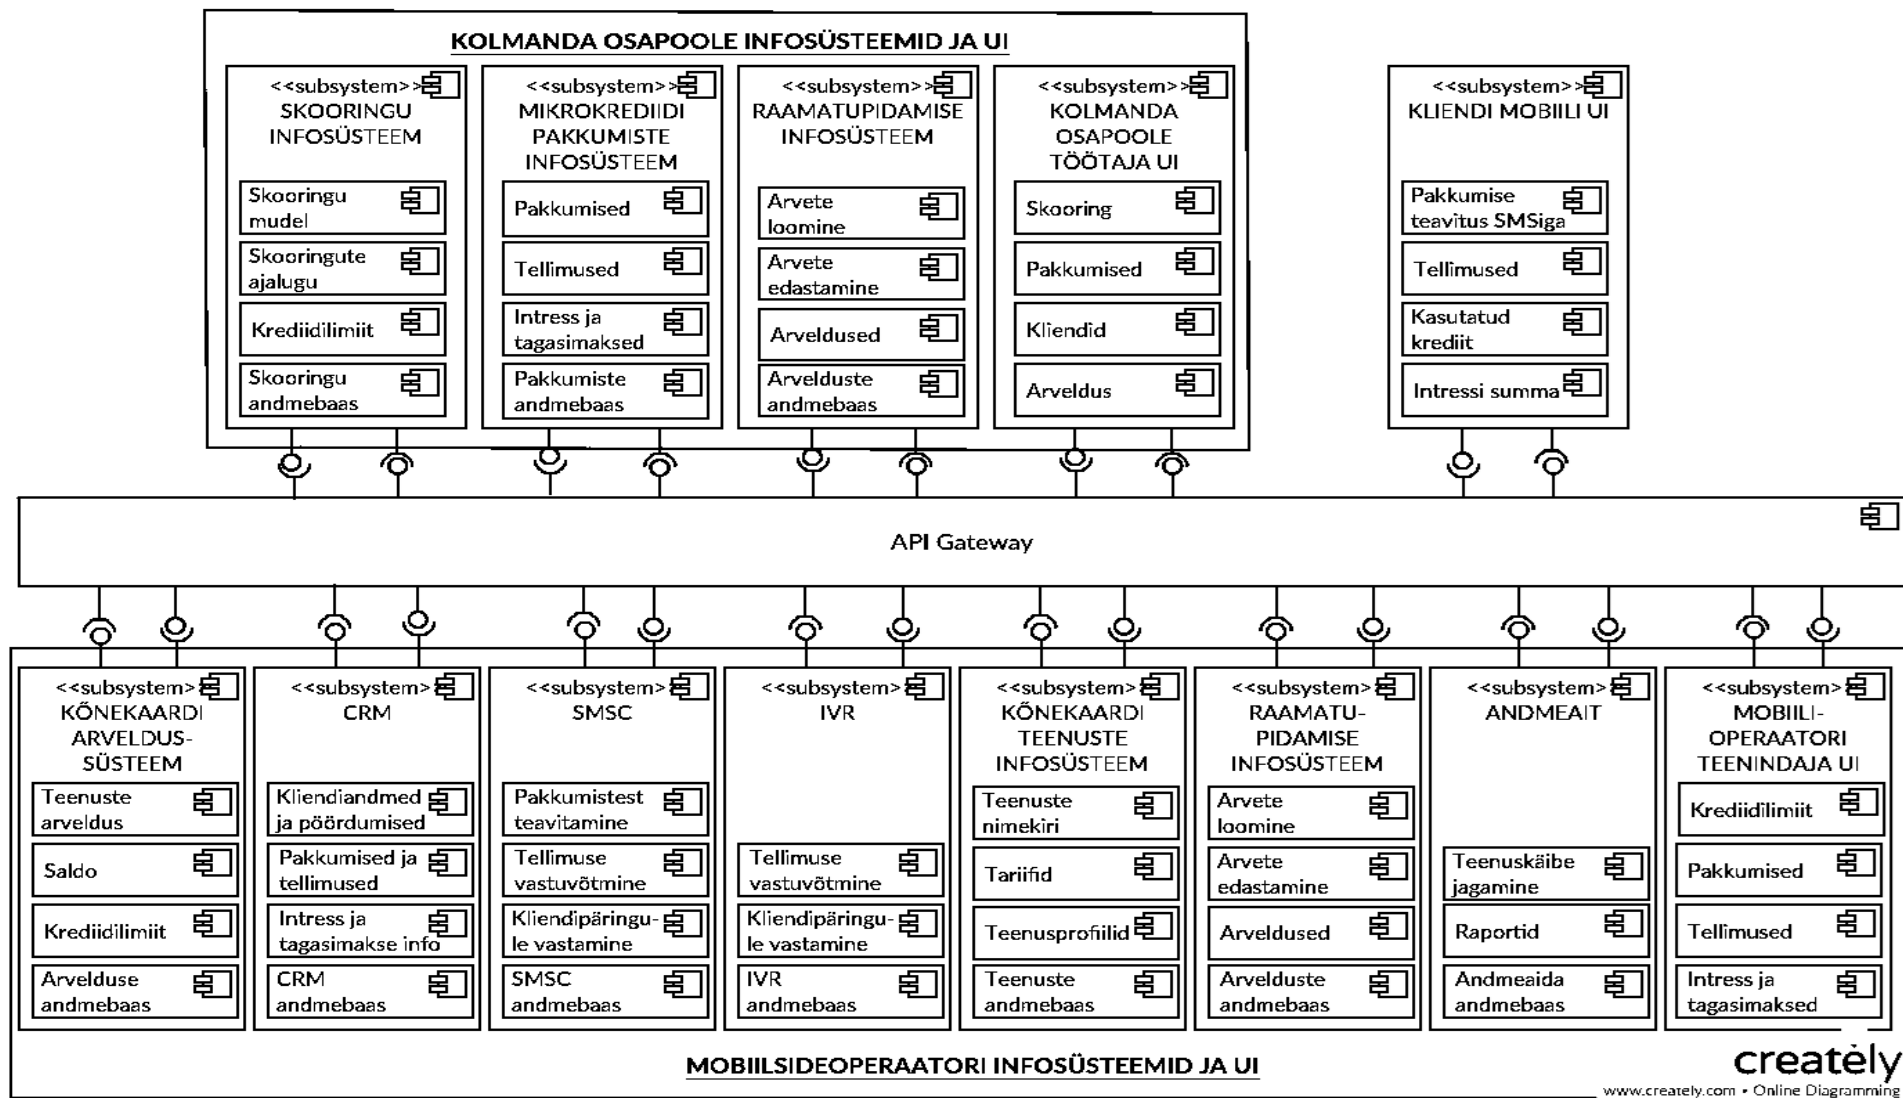 KOLMANDA OSAPOOLE INFOSÜSTEEMID JA UI
<<subsystem>>
SKOORINGU
INFOSÜSTEEM
Skooringu
mudel
Skooringute
ajalugu
Krediidilimiit
Skooringu
andmebaas
<<subsystem>>
MIKROKREDIIDI
PAKKUMISTE
INFOSÜSTEEM
Pakkumised
Tellimused
Intress ja
tagasimaksed
Pakkumiste
andmebaas
<<subsystem>>
RAAMATUPIDAMISE
INFOSÜSTEEM
Arvete
loomine
Arvete
edastamine
Arveldused
Arvelduste
andmebaas
<<subsystem>>
KOLMANDA
OSAPOOLE
TÖÖTAJA UI
Skooring
Pakkumised
Kliendid
Arveldus
<<subsystem>>
KLIENDI MOBIILI UI
Pakkumise
teavitus SMSiga
Tellimused
Kasutatud
krediit
Intressi summa
API Gateway
<<subsystem>
KÕNEKAARDI
ARVELDUS-
SÜSTEEM
Teenuste
arveldus
Saldo
Krediidilimiit
Arvelduse
andmebaas
<<subsystem>
CRM
Kliendiandmed
ja pöördumised
Pakkumised ja
tellimused
Intress ja
tagasimakse info
CRM
andmebaas
<<subsystem>
SMSC
Pakkumistest
teavitamine
Tellimuse
vastuvõtmine
Kliendipäringu-
le vastamine
SMSC
andmebaas
<<subsystem>
IVR
Tellimuse
vastuvõtmine
Kliendipäringu-
le vastamine
IVR
andmebaas
<<subsystem>
KÕNEKAARDI
TEENUSTE
INFOSÜSTEEM
Teenuste
nimekiri
Tariifid
Teenusprofiilid
Teenuste
andmebaas
<<subsystem>
RAAMATU-
PIDAMISE
INFOSÜSTEEM
Arvete
loomine
Arvete
edastamine
Arveldused
Arvelduste
andmebaas
<<subsystem>
ANDMEAIT
Teenuskäibe
jagamine
Raportid
Andmeaida
andmebaas
<<subsystem>
MOBIILI-
OPERAATORI
TEENINDAJA UI
Krediidilimiit
Pakkumised
Tellimused
Intress ja
tagasimaksed
MOBIILSIDEOPERAATORI INFOSÜSTEEMID JA UI
creately
www.creately.com • Online Diagramming